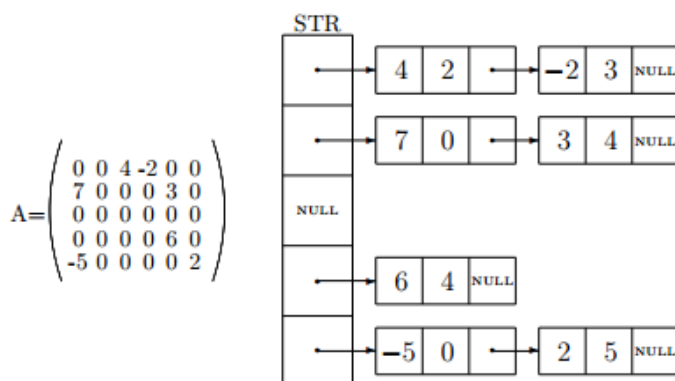 STR
4 2 −2 3 NULL
7 0 3 4 NULL
NULL
6 4 NULL
−5 0 2 5 NULL
A=
0 0 4 -2 0 0
7 0 0 0 3 0
0 0 0 0 0 0
0 0 0 0 6 0
-5 0 0 0 0 2